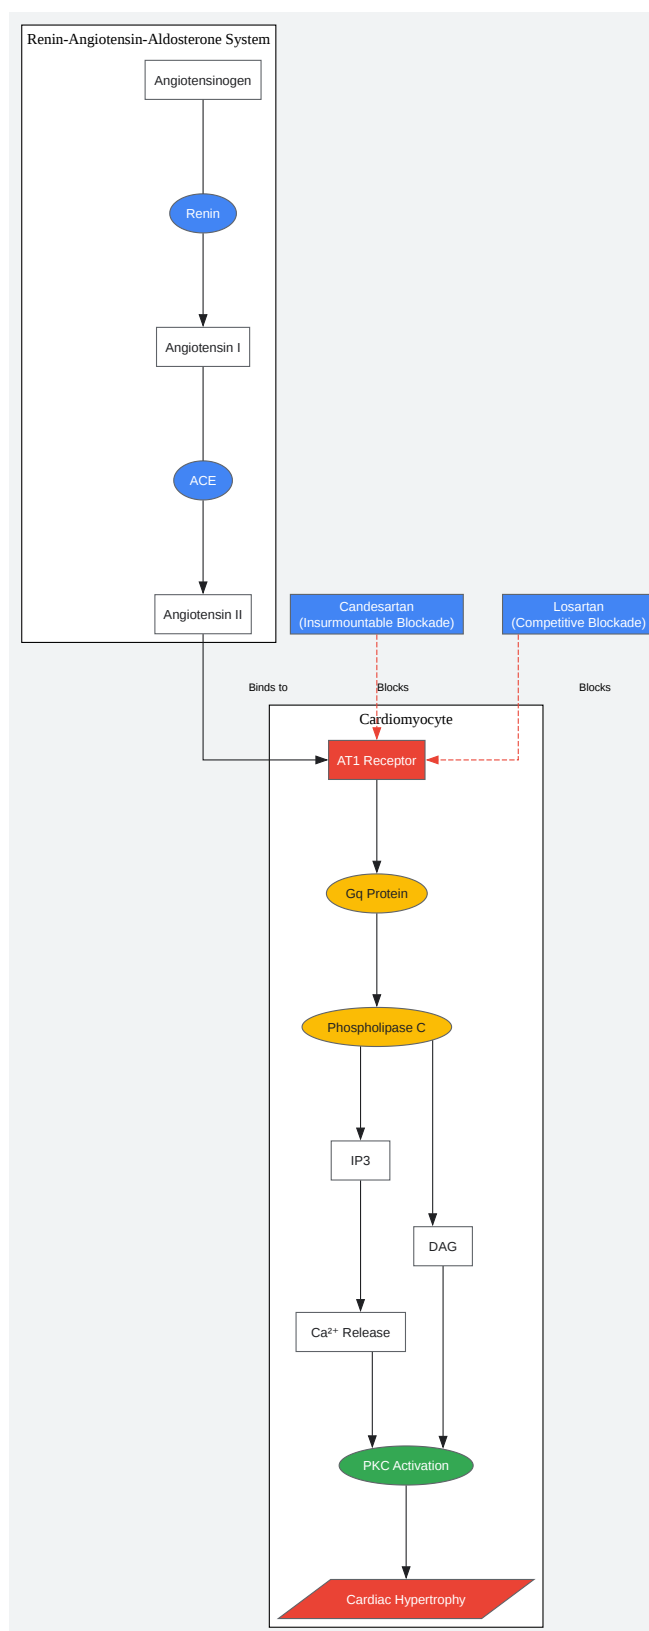 Renin-Angiotensin-Aldosterone System
Angiotensinogen
Renin
Angiotensin I
ACE
Angiotensin II
Candesartan
(Insurmountable Blockade)
Losartan
(Competitive Blockade)
Binds to
Blocks
Blocks
Cardiomyocyte
AT1 Receptor
Gq Protein
Phospholipase C
IP3
DAG
Ca²⁺ Release
PKC Activation
Cardiac Hypertrophy